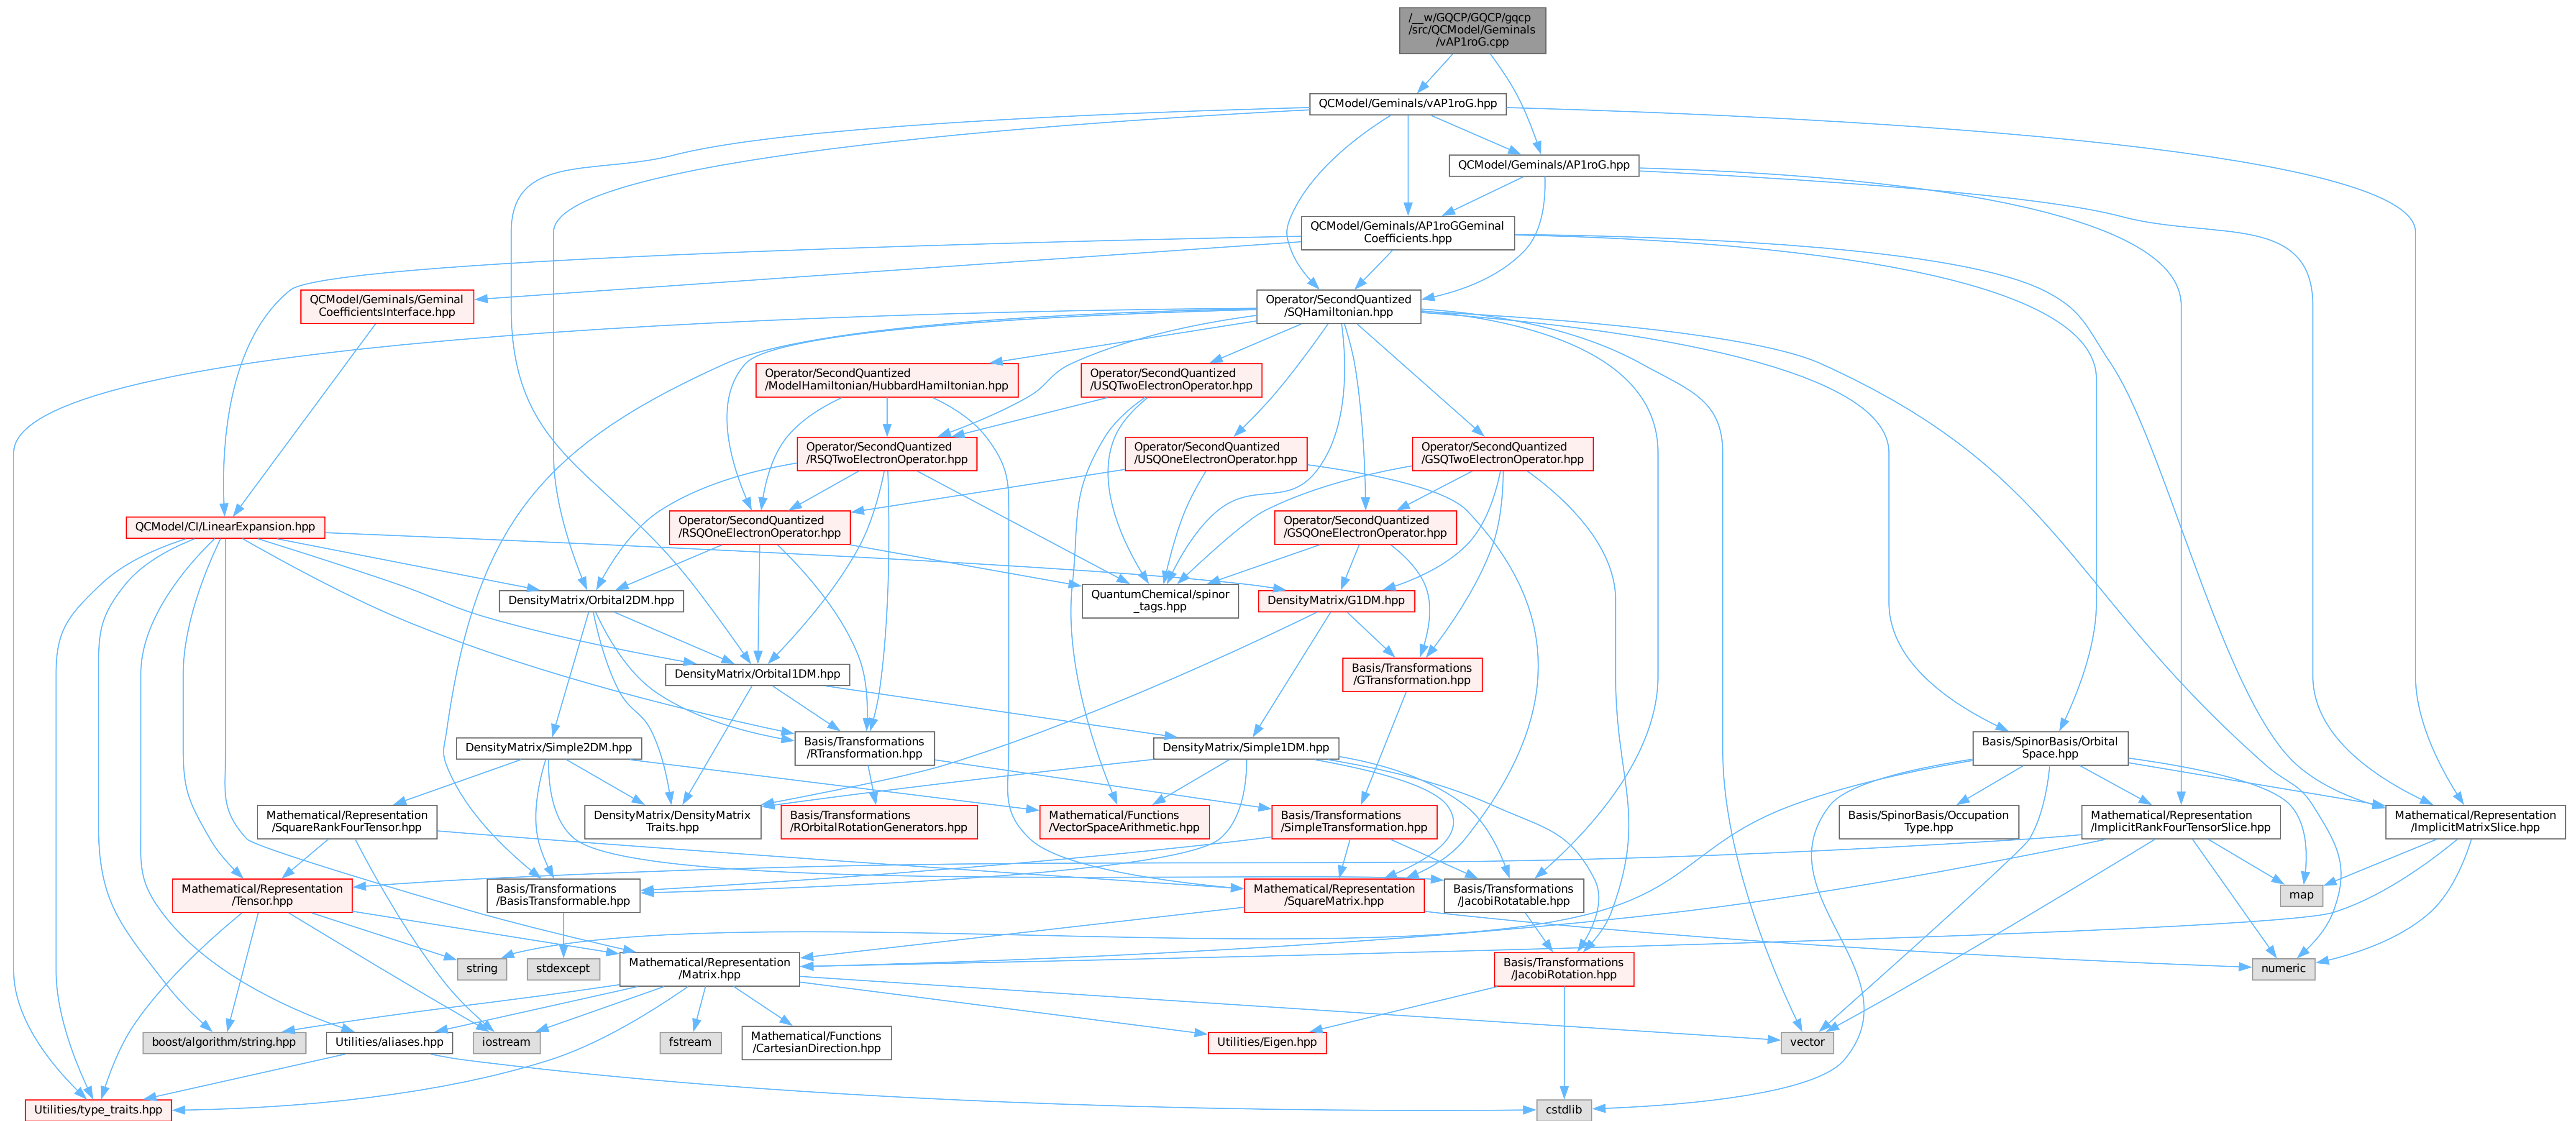 /__w/GQCP/GQCP/gqcp
/src/QCModel/Geminals
/vAP1roG.cpp
QCModel/Geminals/vAP1roG.hpp
QCModel/Geminals/AP1roG.hpp
QCModel/Geminals/AP1roGGeminal
Coefficients.hpp
QCModel/Geminals/Geminal
CoefficientsInterface.hpp
Operator/SecondQuantized
/SQHamiltonian.hpp
Operator/SecondQuantized
/ModelHamiltonian/HubbardHamiltonian.hpp
Operator/SecondQuantized
/USQTwoElectronOperator.hpp
Operator/SecondQuantized
/RSQTwoElectronOperator.hpp
Operator/SecondQuantized
/USQOneElectronOperator.hpp
Operator/SecondQuantized
/GSQTwoElectronOperator.hpp
QCModel/CI/LinearExpansion.hpp
Operator/SecondQuantized
/RSQOneElectronOperator.hpp
Operator/SecondQuantized
/GSQOneElectronOperator.hpp
DensityMatrix/Orbital2DM.hpp
QuantumChemical/spinor
_tags.hpp
DensityMatrix/G1DM.hpp
DensityMatrix/Orbital1DM.hpp
Basis/Transformations
/GTransformation.hpp
DensityMatrix/Simple2DM.hpp
Basis/Transformations
/RTransformation.hpp
DensityMatrix/Simple1DM.hpp
Basis/SpinorBasis/Orbital
Space.hpp
Mathematical/Representation
/SquareRankFourTensor.hpp
DensityMatrix/DensityMatrix
Traits.hpp
Basis/Transformations
/ROrbitalRotationGenerators.hpp
Mathematical/Functions
/VectorSpaceArithmetic.hpp
Basis/Transformations
/SimpleTransformation.hpp
Basis/SpinorBasis/Occupation
Type.hpp
Mathematical/Representation
/ImplicitRankFourTensorSlice.hpp
Mathematical/Representation
/ImplicitMatrixSlice.hpp
Mathematical/Representation
/Tensor.hpp
Basis/Transformations
/BasisTransformable.hpp
Mathematical/Representation
/SquareMatrix.hpp
Basis/Transformations
/JacobiRotatable.hpp
map
string
stdexcept
Mathematical/Representation
/Matrix.hpp
Basis/Transformations
/JacobiRotation.hpp
numeric
boost/algorithm/string.hpp
Utilities/aliases.hpp
iostream
fstream
Mathematical/Functions
/CartesianDirection.hpp
Utilities/Eigen.hpp
vector
Utilities/type_traits.hpp
cstdlib